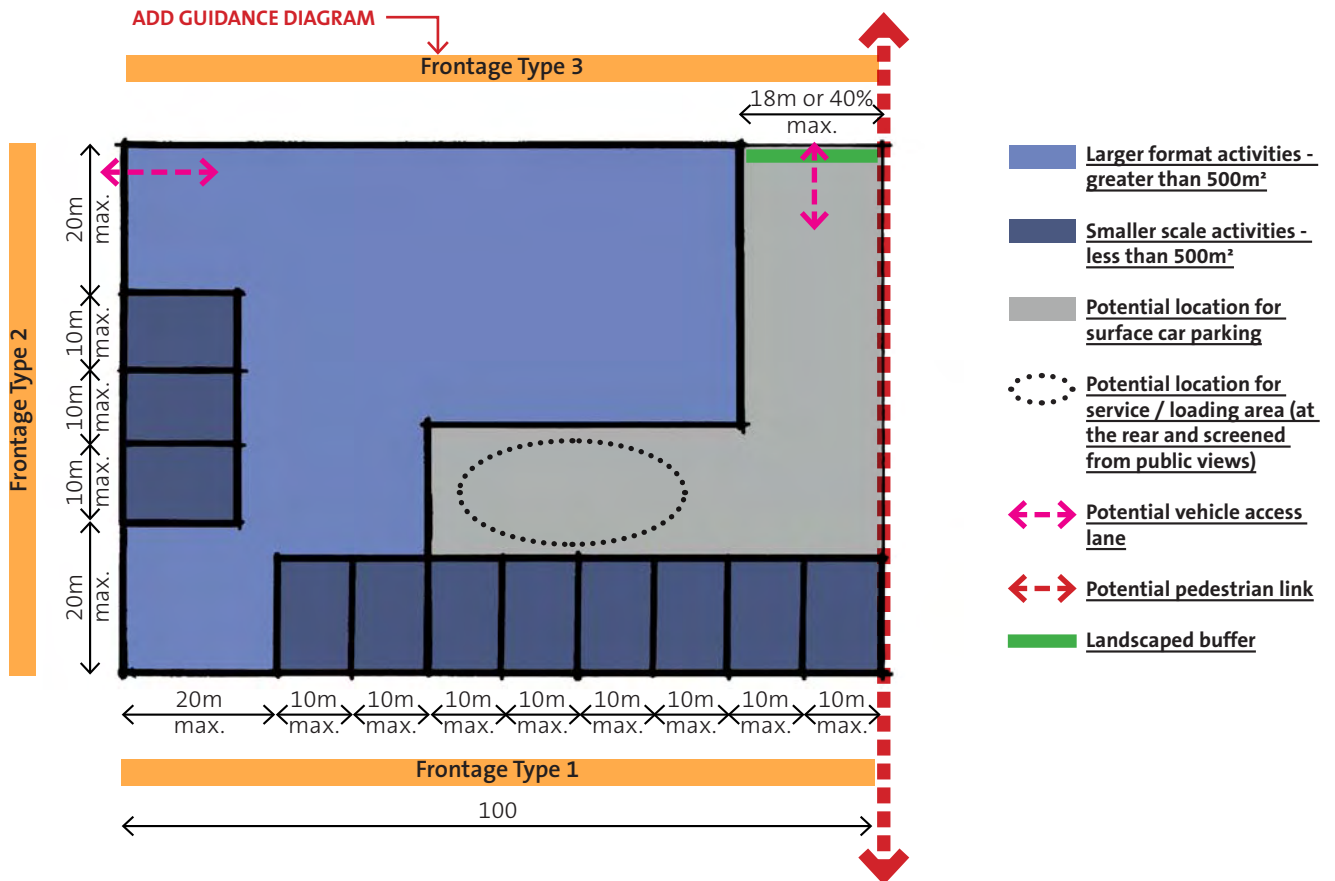 ADD GUIDANCE DIAGRAM
Frontage Type 3
18m or 40%
max.
Frontage Type 2
20m
max.
10m
max.
10m
max.
10m
max.
20m
max.
20m
max.
10m
max.
10m
max.
10m
max.
10m
max.
10m
max.
10m
max.
10m
max.
10m
max.
Frontage Type 1
100
Larger format activities -
greater than 500m²
Smaller scale activities -
less than 500m²
Potential location for
surface car parking
Potential location for
service / loading area (at
the rear and screened
from public views)
Potential vehicle access
lane
Potential pedestrian link
Landscaped buffer